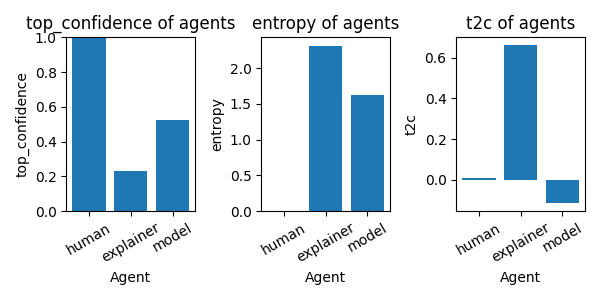 top_confidence of agents
top_confidence
1.0
0.8
0.6
0.4
0.2
0.0
human
explainer
model
Agent
entropy of agents
entropy
2.0
1.5
1.0
0.5
0.0
human
explainer
model
Agent
t2c of agents
t2c
0.6
0.4
0.2
0.0
human
explainer
model
Agent